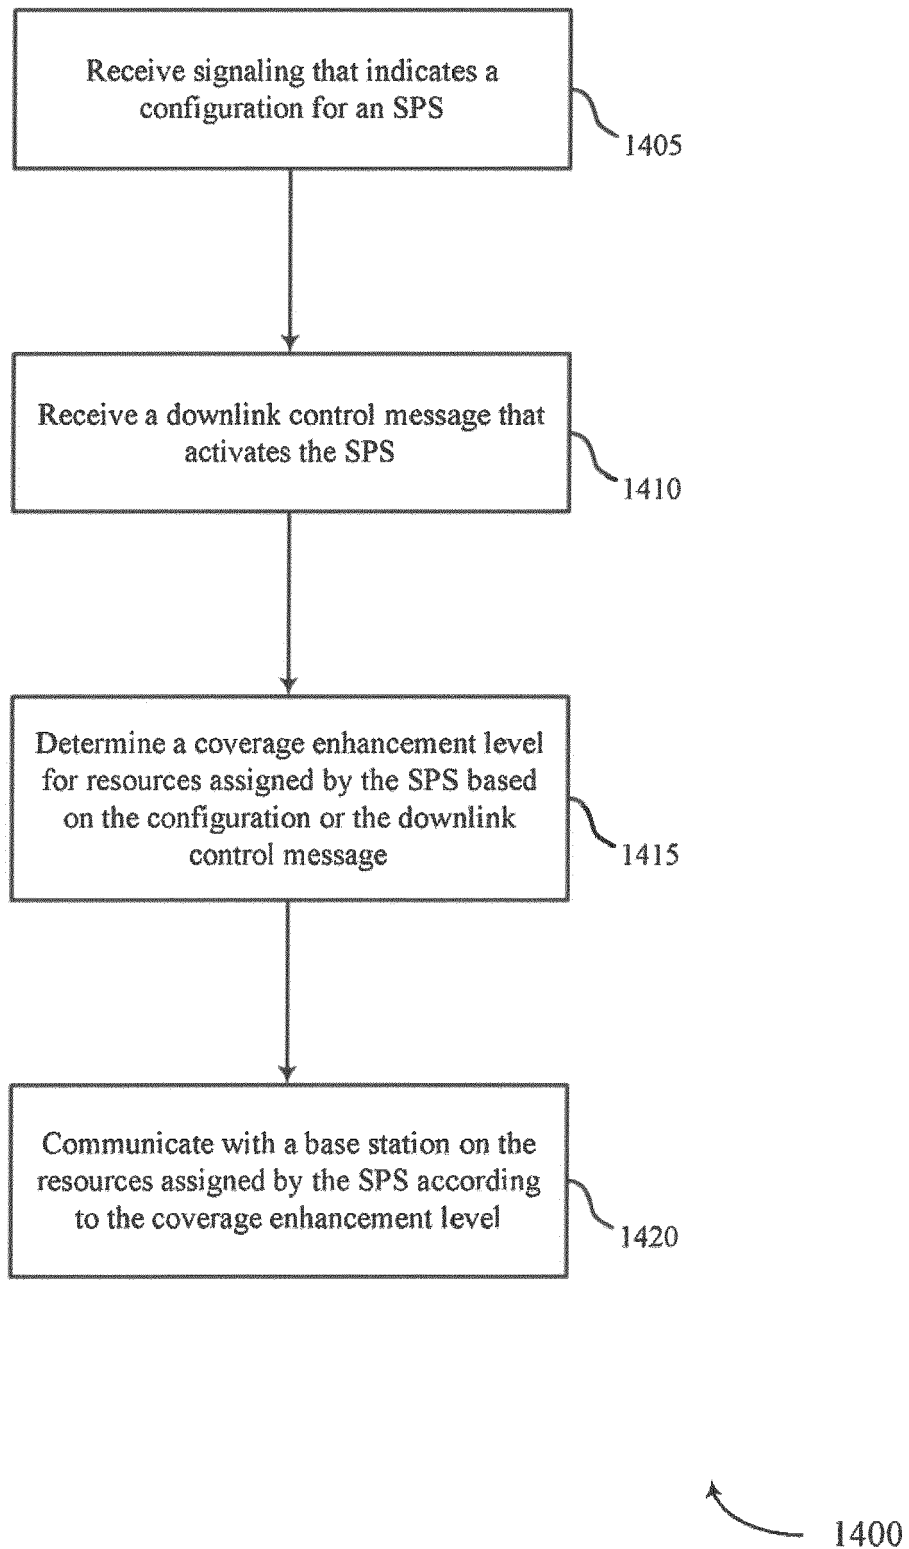 Receive signaling that indicates a
configuration for an SPS
1405
Receive a downlink control message that
activates the SPS
1410
Determine a coverage enhancement level
for resources assigned by the SPS based
on the configuration or the downlink
control message
1415
Communicate with a base station on the
resources assigned by the SPS according
to the coverage enhancement level
1420
1400